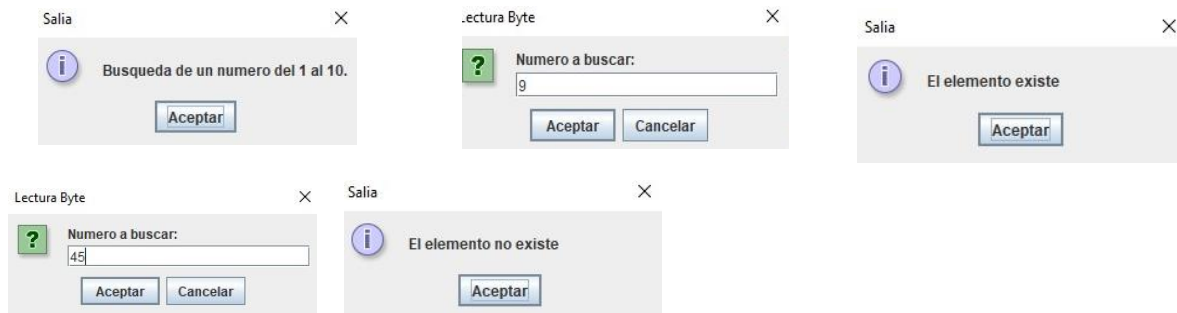 Salia
Busqueda de un numero del 1 al 10.
Aceptar
Lectura Byte
Numero a buscar:
9
Aceptar Cancelar
Salia
El elemento existe
Aceptar
Lectura Byte
Numero a buscar:
45
Aceptar Cancelar
Salia
El elemento no existe
Aceptar